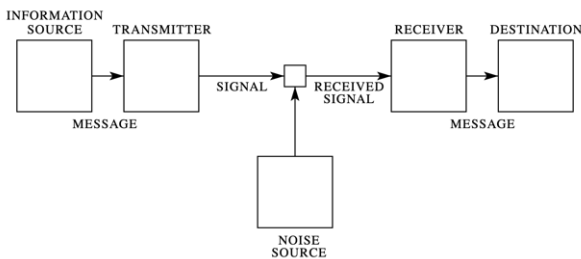 INFORMATION
SOURCE
TRANSMITTER
RECEIVER
DESTINATION
SIGNAL
RECEIVED
SIGNAL
MESSAGE
MESSAGE
NOISE
SOURCE